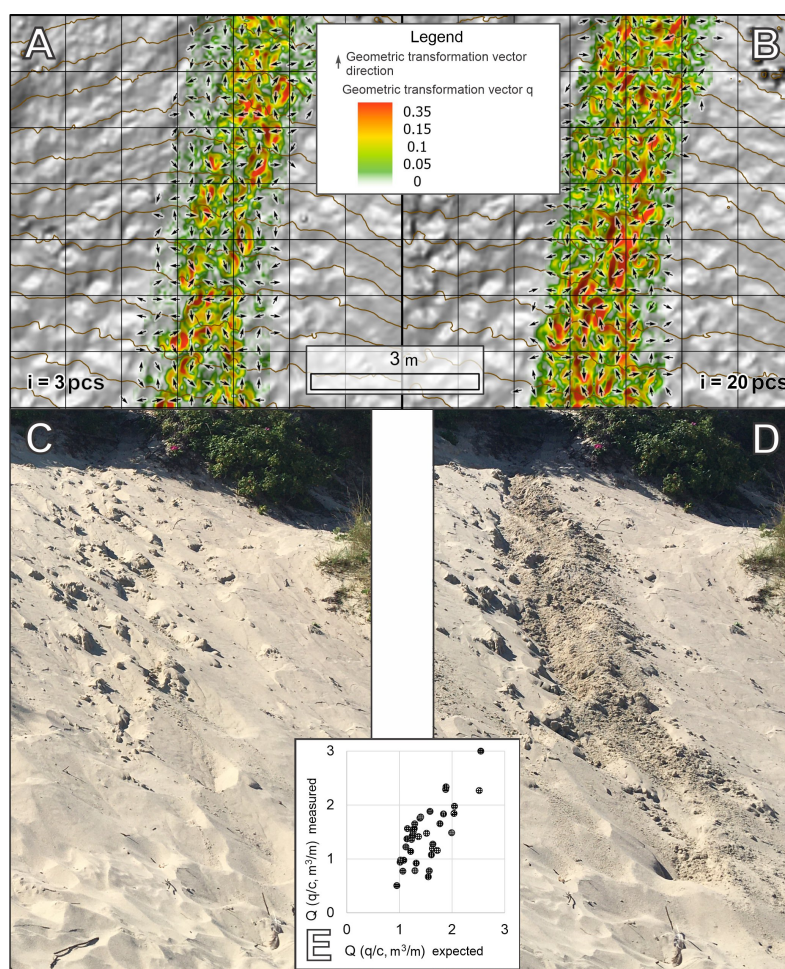 A
B
Legend
Geometric transformation vector
direction
Geometric transformation vector q
0.35
0.15
0.1
0.05
0
3 m
i = 3 pcs
i = 20 pcs
C
D
3
2
1
0
0
1
2
3
Q (q/c, m³/m) measured
E
Q (q/c, m³/m) expected